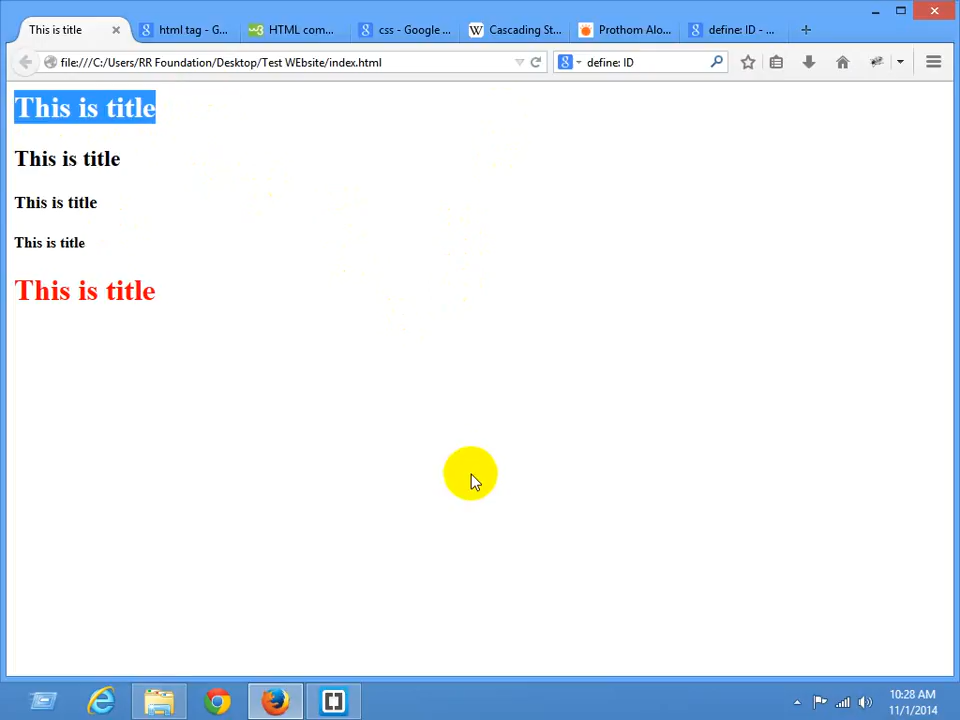 This is title
html tag - G...
HTML com...
css - Google ...
Cascading St...
Prothom Alo...
define: ID - ...
file:///C:/Users/RR Foundation/Desktop/Test WEbsite/index.html
define: ID
This is title
This is title
This is title
This is title
This is title
10:28 AM
11/1/2014